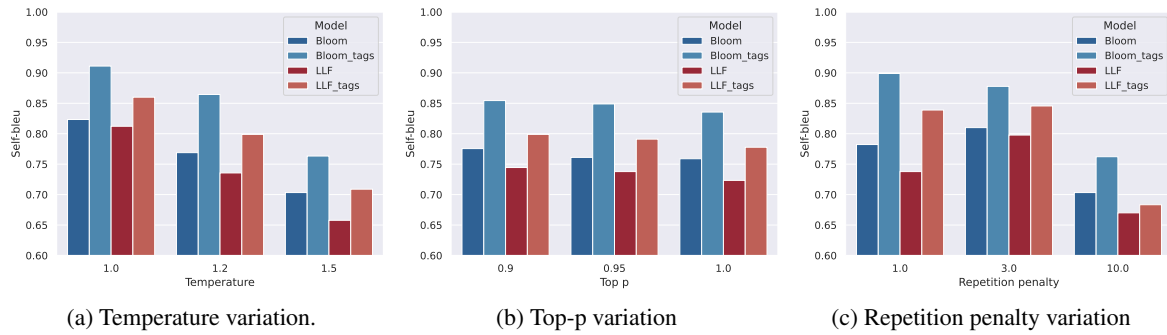 1.00
0.95
0.90
0.85
0.80
0.75
0.70
0.65
0.60
Self-bleu
Model
Bloom
Bloom_tags
LLF
LLF_tags
1.0 1.2 1.5
Temperature
(a) Temperature variation.
1.00
0.95
0.90
0.85
0.80
0.75
0.70
0.65
0.60
Self-bleu
Model
Bloom
Bloom_tags
LLF
LLF_tags
0.9 0.95 1.0
Top p
(b) Top-p variation
1.00
0.95
0.90
0.85
0.80
0.75
0.70
0.65
0.60
Self-bleu
Model
Bloom
Bloom_tags
LLF
LLF_tags
1.0 3.0 10.0
Repetition penalty
(c) Repetition penalty variation